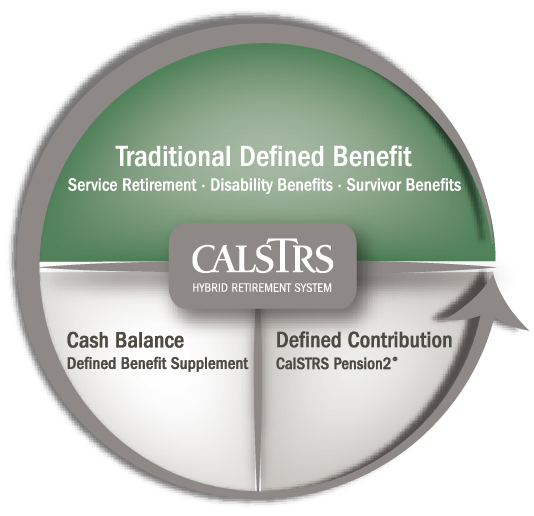 Traditional Defined Benefit
Service Retirement · Disability Benefits · Survivor Benefits
CALSTRS
HYBRID RETIREMENT SYSTEM
Cash Balance
Defined Benefit Supplement
Defined Contribution
CalSTRS Pension2®